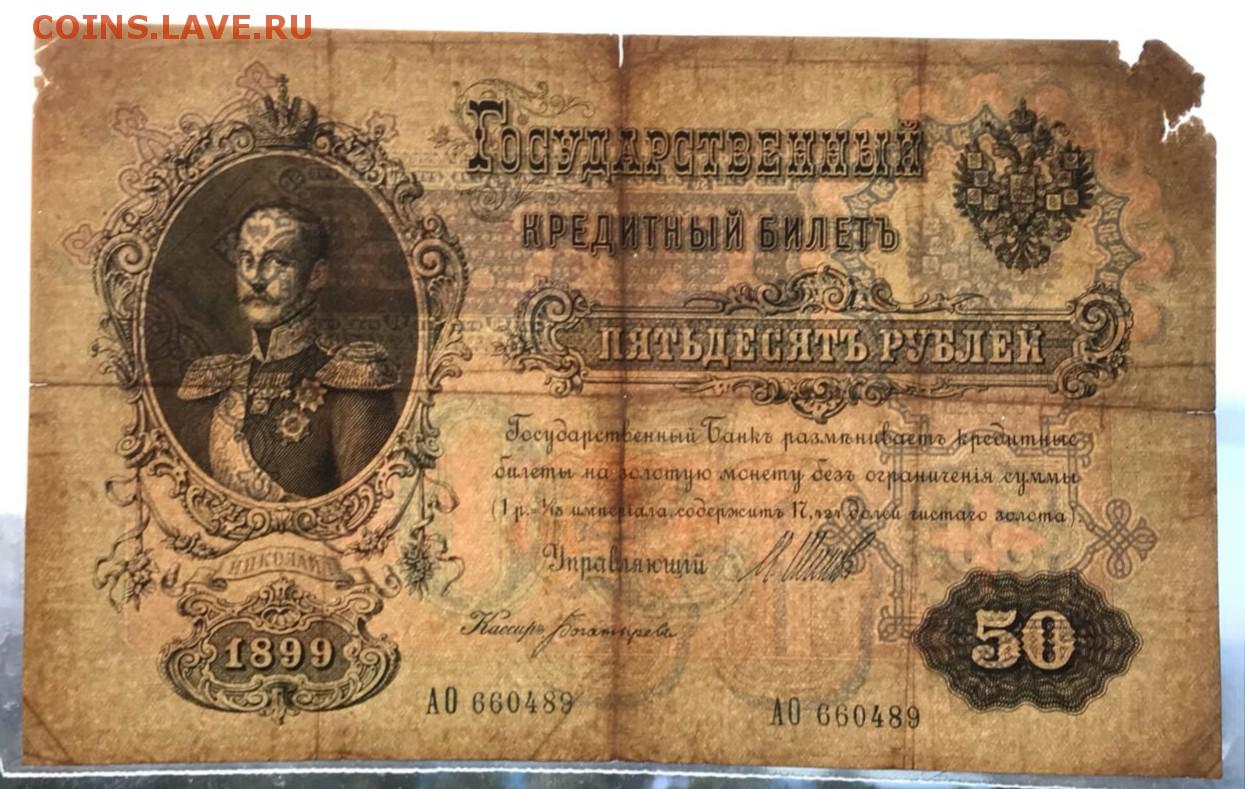 COINS.LAVE.RU
Государственный
кредитный билетъ
пятьдесятъ рублей
Государственный Банкъ размѣниваетъ кредитные
билеты на золотую монету безъ ограниченія суммы
(1 р.= 1/15 имперіала, содержитъ 17,424 долей чистаго золота).
Управляющій
Кассиръ Богатыревъ
НИКОЛАЙ I
1899
50
АО 660489
АО 660489